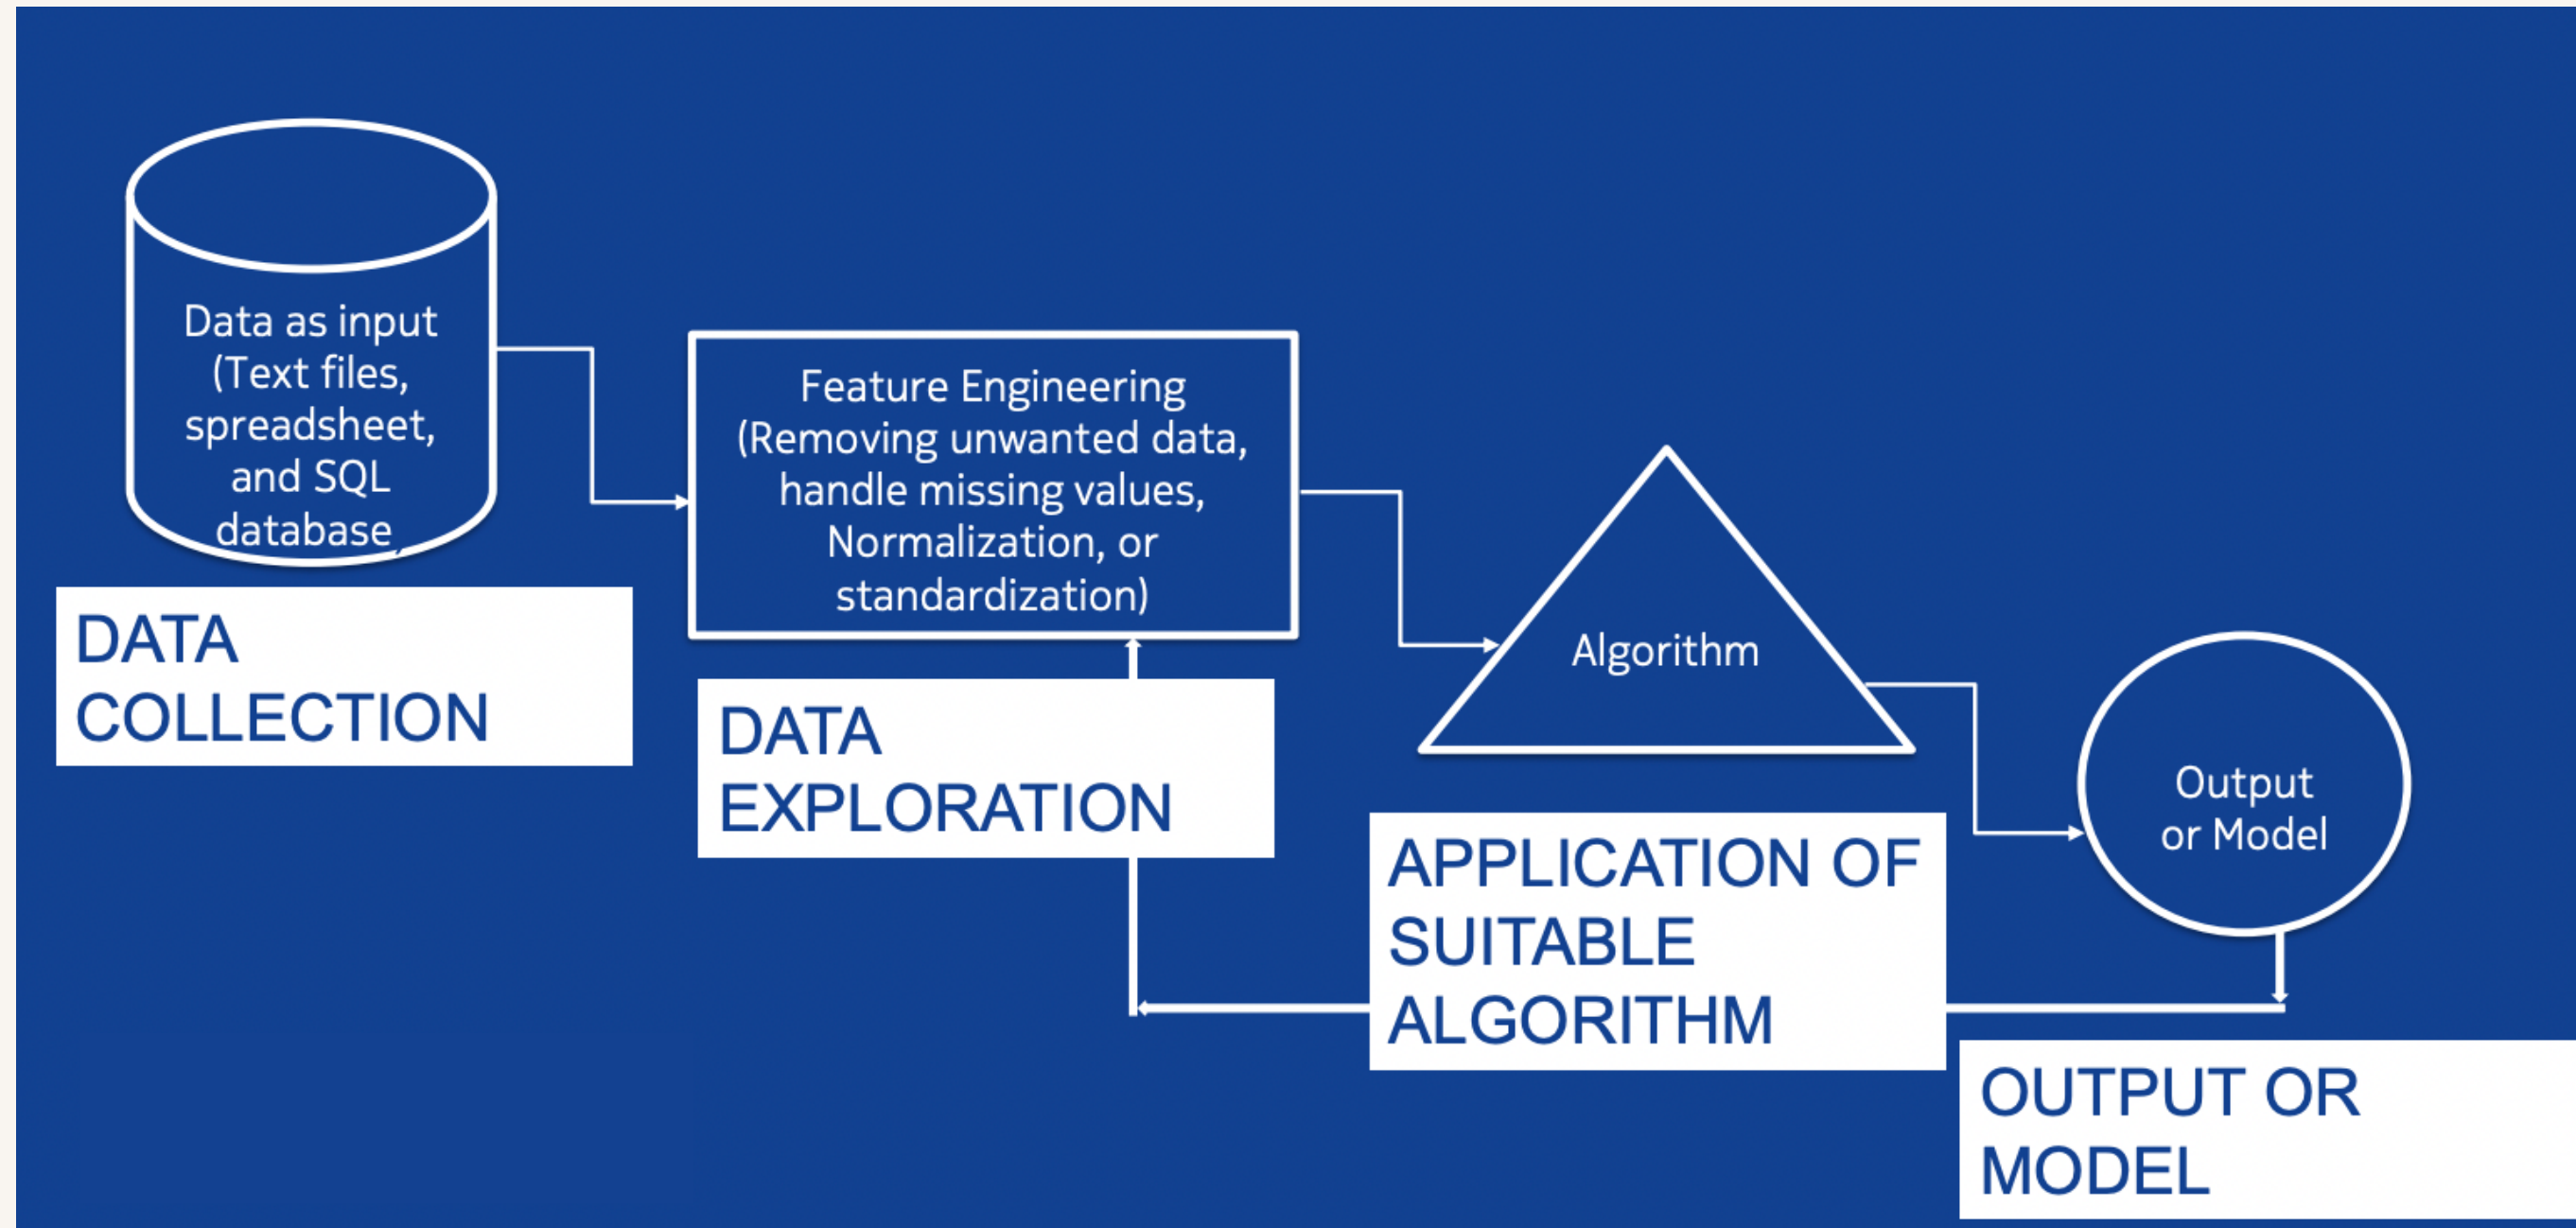 Data as input
(Text files,
spreadsheet,
and SQL
database)
DATA
COLLECTION
Feature Engineering
(Removing unwanted data,
handle missing values,
Normalization, or
standardization)
DATA
EXPLORATION
Algorithm
APPLICATION OF
SUITABLE
ALGORITHM
Output
or Model
OUTPUT OR
MODEL